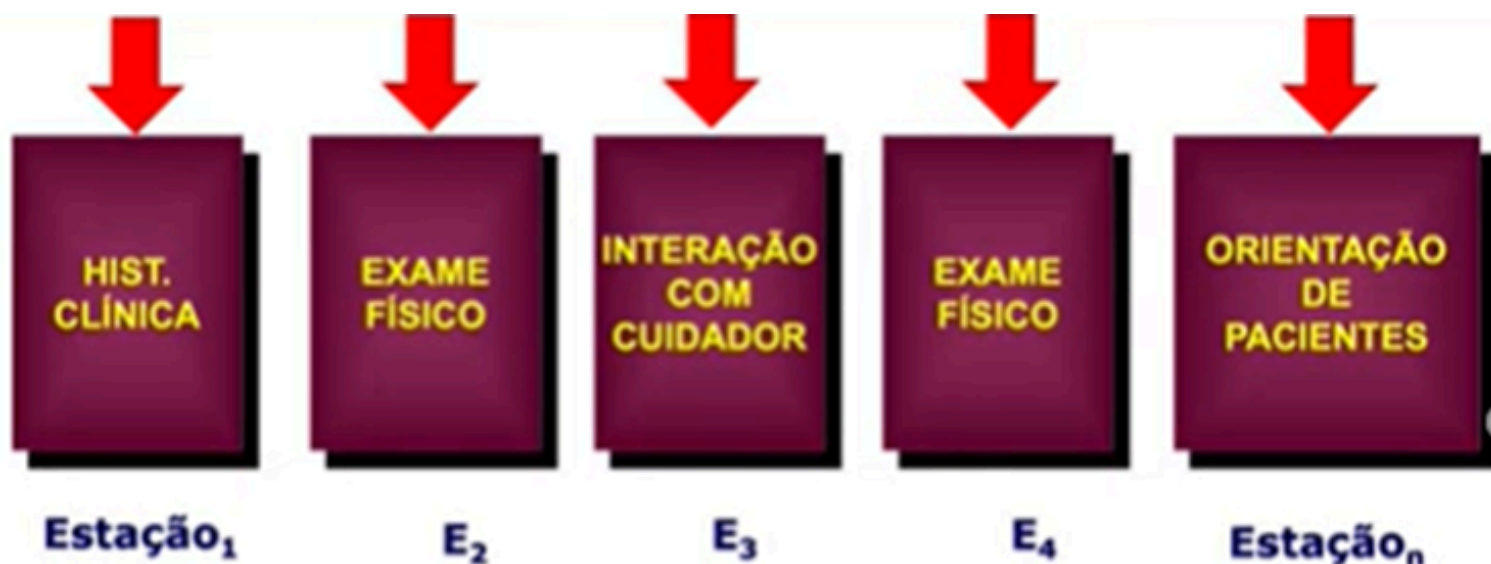 HIST.
CLÍNICA
EXAME
FÍSICO
INTERAÇÃO
COM
CUIDADOR
EXAME
FÍSICO
ORIENTAÇÃO
DE
PACIENTES
Estação₁
E₂
E₃
E₄
Estaçãoₙ